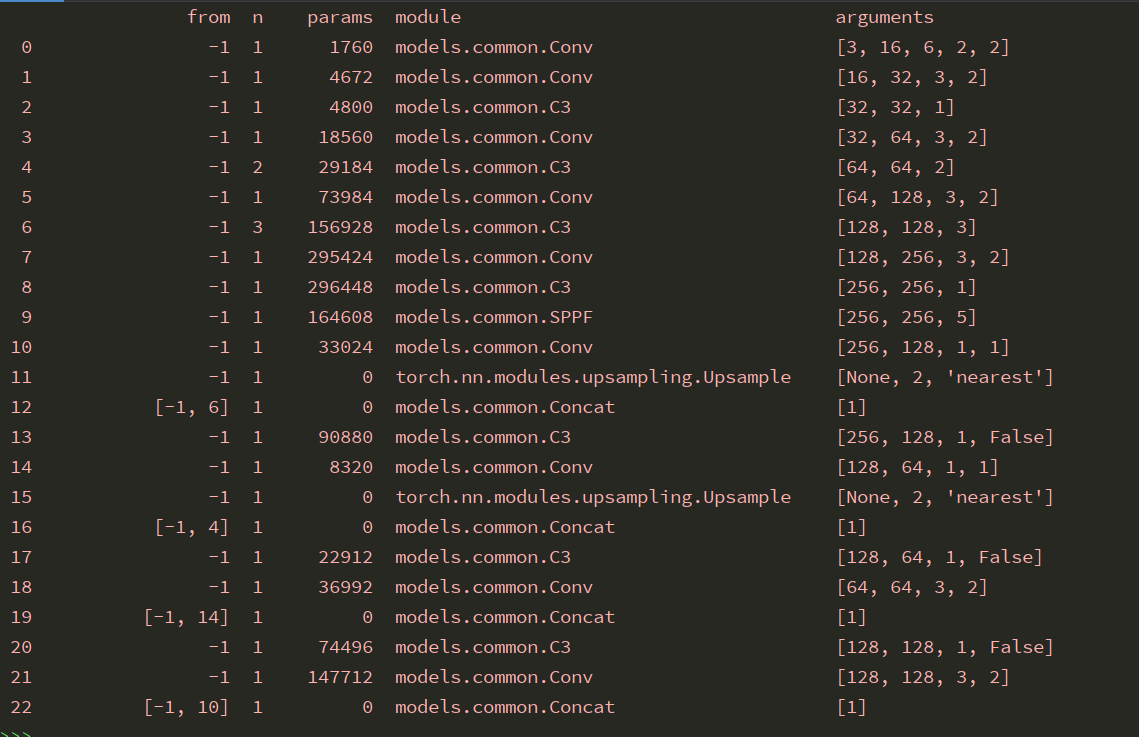 from n params module arguments
0 -1 1 1760 models.common.Conv [3, 16, 6, 2, 2]
1 -1 1 4672 models.common.Conv [16, 32, 3, 2]
2 -1 1 4800 models.common.C3 [32, 32, 1]
3 -1 1 18560 models.common.Conv [32, 64, 3, 2]
4 -1 2 29184 models.common.C3 [64, 64, 2]
5 -1 1 73984 models.common.Conv [64, 128, 3, 2]
6 -1 3 156928 models.common.C3 [128, 128, 3]
7 -1 1 295424 models.common.Conv [128, 256, 3, 2]
8 -1 1 296448 models.common.C3 [256, 256, 1]
9 -1 1 164608 models.common.SPPF [256, 256, 5]
10 -1 1 33024 models.common.Conv [256, 128, 1, 1]
11 -1 1 0 torch.nn.modules.upsampling.Upsample [None, 2, 'nearest']
12 [-1, 6] 1 0 models.common.Concat [1]
13 -1 1 90880 models.common.C3 [256, 128, 1, False]
14 -1 1 8320 models.common.Conv [128, 64, 1, 1]
15 -1 1 0 torch.nn.modules.upsampling.Upsample [None, 2, 'nearest']
16 [-1, 4] 1 0 models.common.Concat [1]
17 -1 1 22912 models.common.C3 [128, 64, 1, False]
18 -1 1 36992 models.common.Conv [64, 64, 3, 2]
19 [-1, 14] 1 0 models.common.Concat [1]
20 -1 1 74496 models.common.C3 [128, 128, 1, False]
21 -1 1 147712 models.common.Conv [128, 128, 3, 2]
22 [-1, 10] 1 0 models.common.Concat [1]
>>>